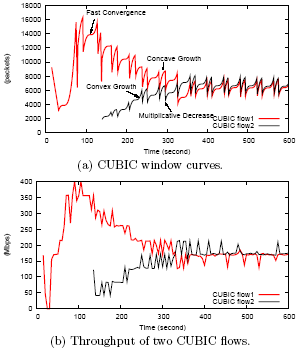 18000
16000
14000
12000
10000
8000
6000
4000
2000
0
(packets)
Fast Convergence
Concave Growth
Convex Growth
Multiplicative Decrease
CUBIC flow1
CUBIC flow2
0 100 200 300 400 500 600
Time (second)
(a) CUBIC window curves.
400
350
300
250
200
150
100
50
0
(Mbps)
CUBIC flow1
CUBIC flow2
0 100 200 300 400 500 600
Time (second)
(b) Throughput of two CUBIC flows.